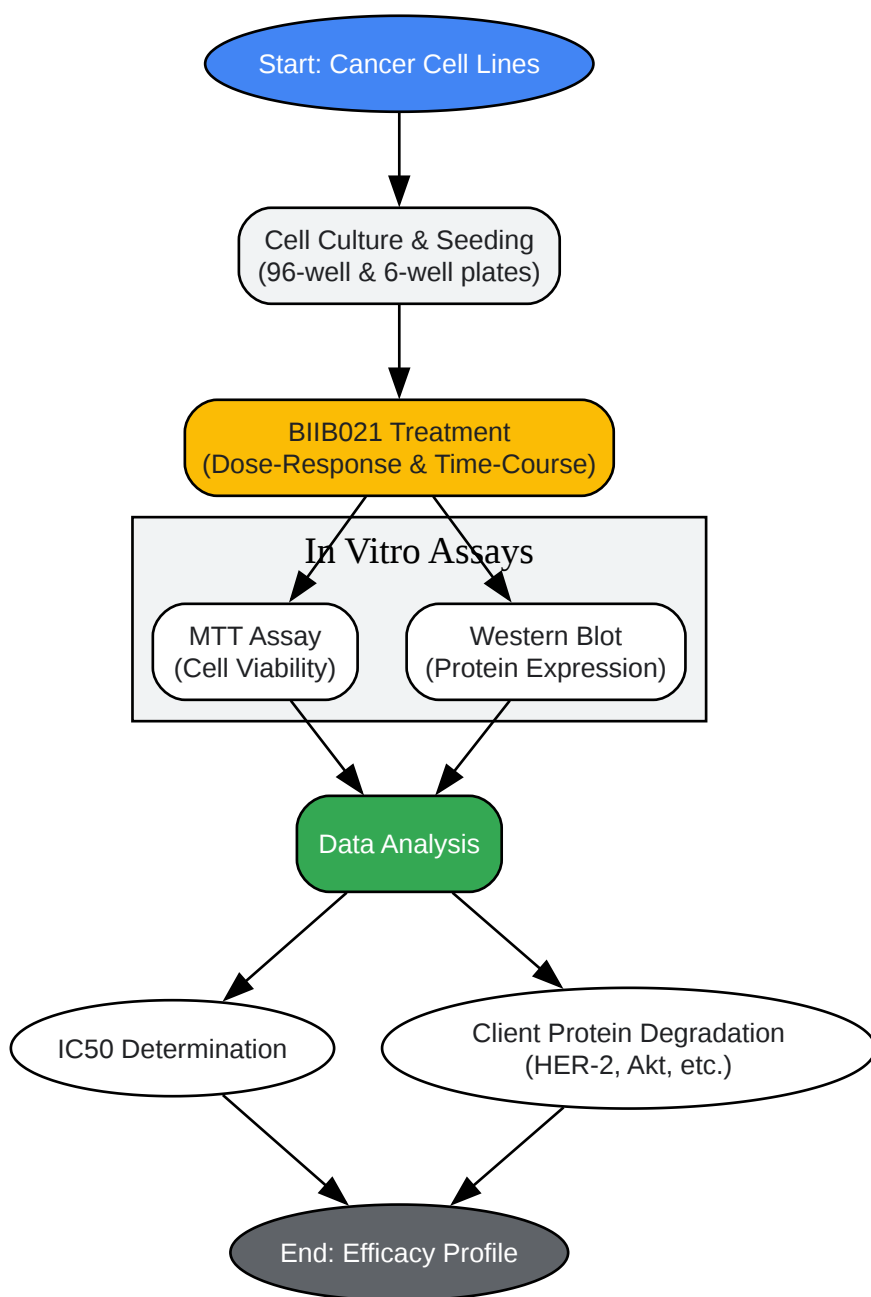 Start: Cancer Cell Lines
Cell Culture & Seeding
(96-well & 6-well plates)
BIIB021 Treatment
(Dose-Response & Time-Course)
In Vitro Assays
MTT Assay
(Cell Viability)
Western Blot
(Protein Expression)
Data Analysis
IC50 Determination
Client Protein Degradation
(HER-2, Akt, etc.)
End: Efficacy Profile